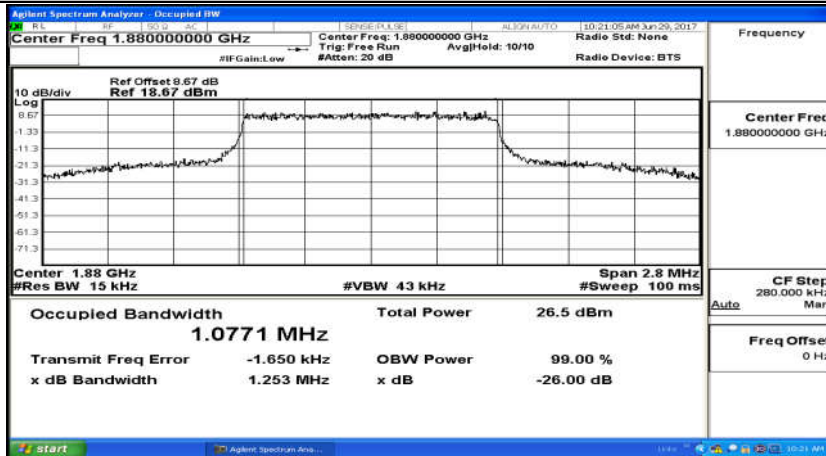 Agilent Spectrum Analyzer - Occupied BW
RL RF 50 Ω AC SENSE:PULSE ALIGN AUTO 10:21:05 AM Jun 29, 2017
Center Freq 1.880000000 GHz
Center Freq: 1.880000000 GHz
Radio Std: None
Trig: Free Run Avg|Hold: 10/10
#IFGain:Low #Atten: 20 dB Radio Device: BTS
Ref Offset 8.67 dB
10 dB/div Ref 18.67 dBm
Log
8.67
-1.33
-11.3
-21.3
-31.3
-41.3
-51.3
-61.3
-71.3
Center 1.88 GHz Span 2.8 MHz
#Res BW 15 kHz #VBW 43 kHz #Sweep 100 ms
Occupied Bandwidth Total Power 26.5 dBm
1.0771 MHz
Transmit Freq Error -1.650 kHz OBW Power 99.00 %
x dB Bandwidth 1.253 MHz x dB -26.00 dB
Frequency
Center Freq
1.880000000 GHz
CF Step
280.000 kHz
Auto Man
Freq Offset
0 Hz
start Agilent Spectrum Ana... 10:21 AM